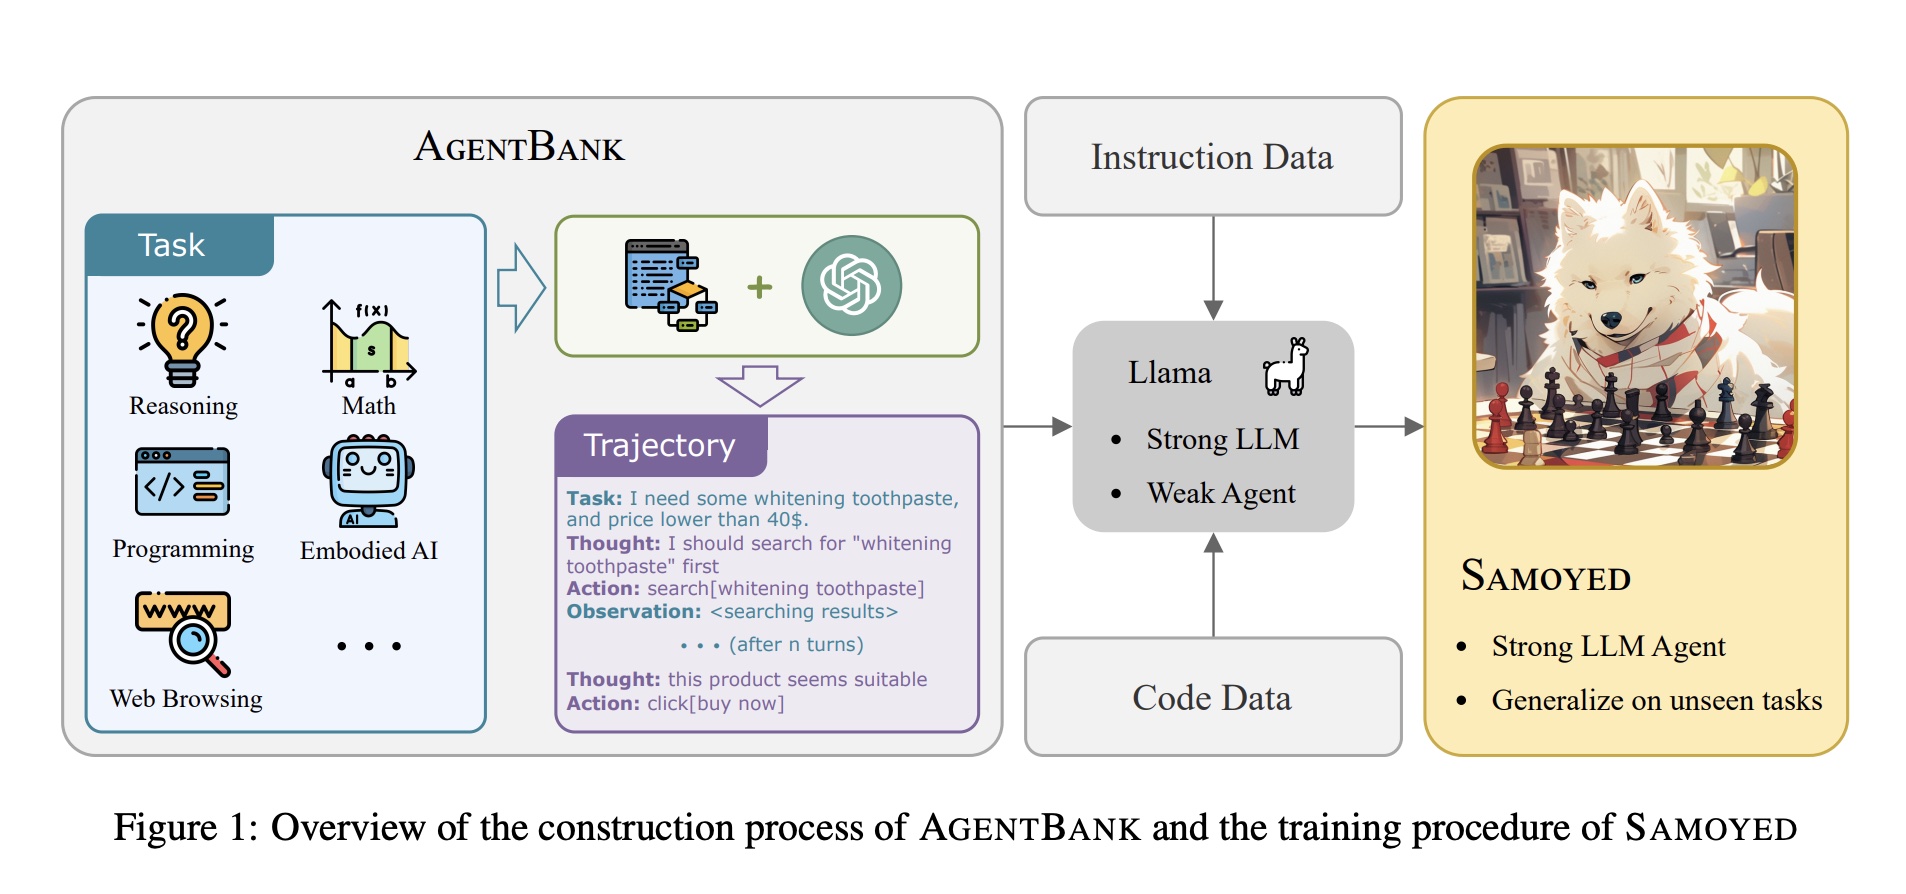 AGENTBANK
Task
f(x)
s
a b
Reasoning
Math
</>
AI
Programming
Embodied AI
www
Web Browsing
• • •
+
Trajectory
Task: I need some whitening toothpaste,
and price lower than 40$.
Thought: I should search for "whitening
toothpaste" first
Action: search[whitening toothpaste]
Observation: <searching results>
• • • (after n turns)
Thought: this product seems suitable
Action: click[buy now]
Instruction Data
Llama
• Strong LLM
• Weak Agent
Code Data
SAMOYED
• Strong LLM Agent
• Generalize on unseen tasks
Figure 1: Overview of the construction process of AGENTBANK and the training procedure of SAMOYED